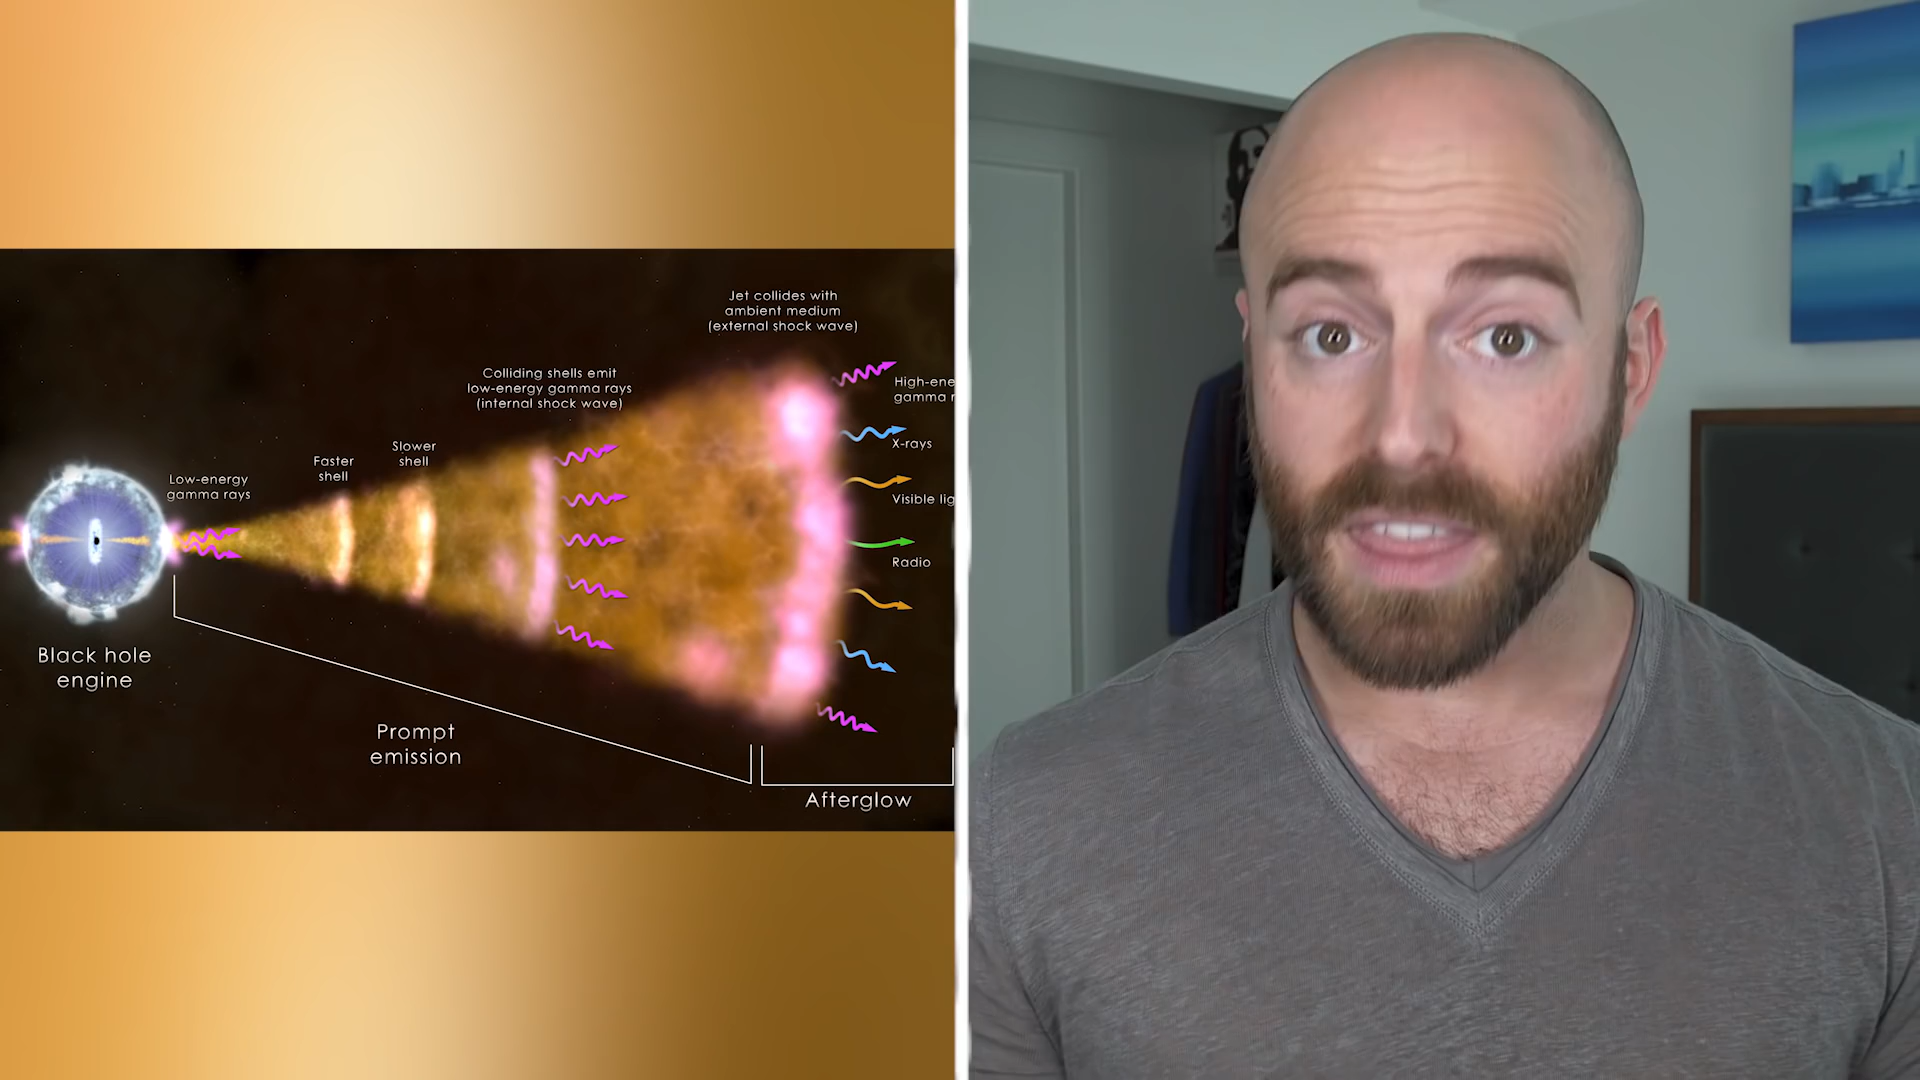 Jet collides with
ambient medium
(external shock wave)
Colliding shells emit
low-energy gamma rays
(internal shock wave)
High-ene
gamma r
X-rays
Slower
shell
Faster
shell
Low-energy
gamma rays
Visible lig
Radio
Black hole
engine
Prompt
emission
Afterglow